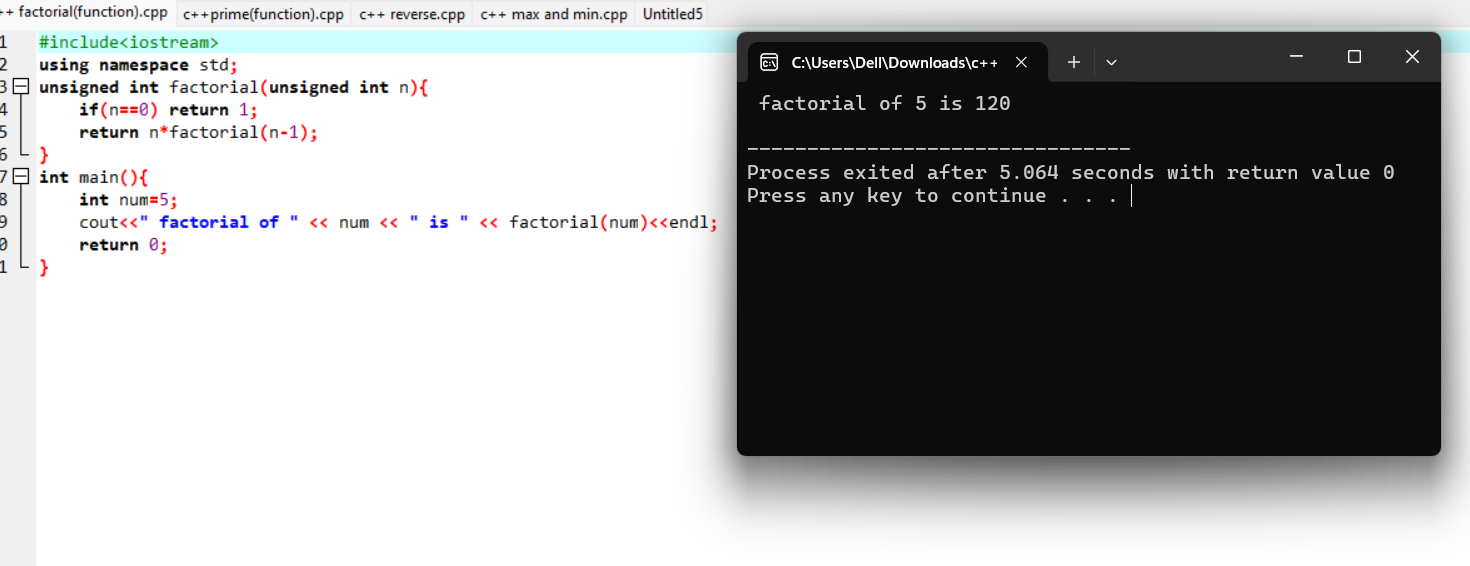 ++ factorial(function).cpp c++prime(function).cpp c++ reverse.cpp c++ max and min.cpp Untitled5
1 #include<iostream>
2 using namespace std;
3 unsigned int factorial(unsigned int n){
4 if(n==0) return 1;
5 return n*factorial(n-1);
6 }
7 int main(){
8 int num=5;
9 cout<<" factorial of " << num << " is " << factorial(num)<<endl;
0 return 0;
1 }
C:\Users\Dell\Downloads\c++
factorial of 5 is 120
--------------------------------
Process exited after 5.064 seconds with return value 0
Press any key to continue . . .